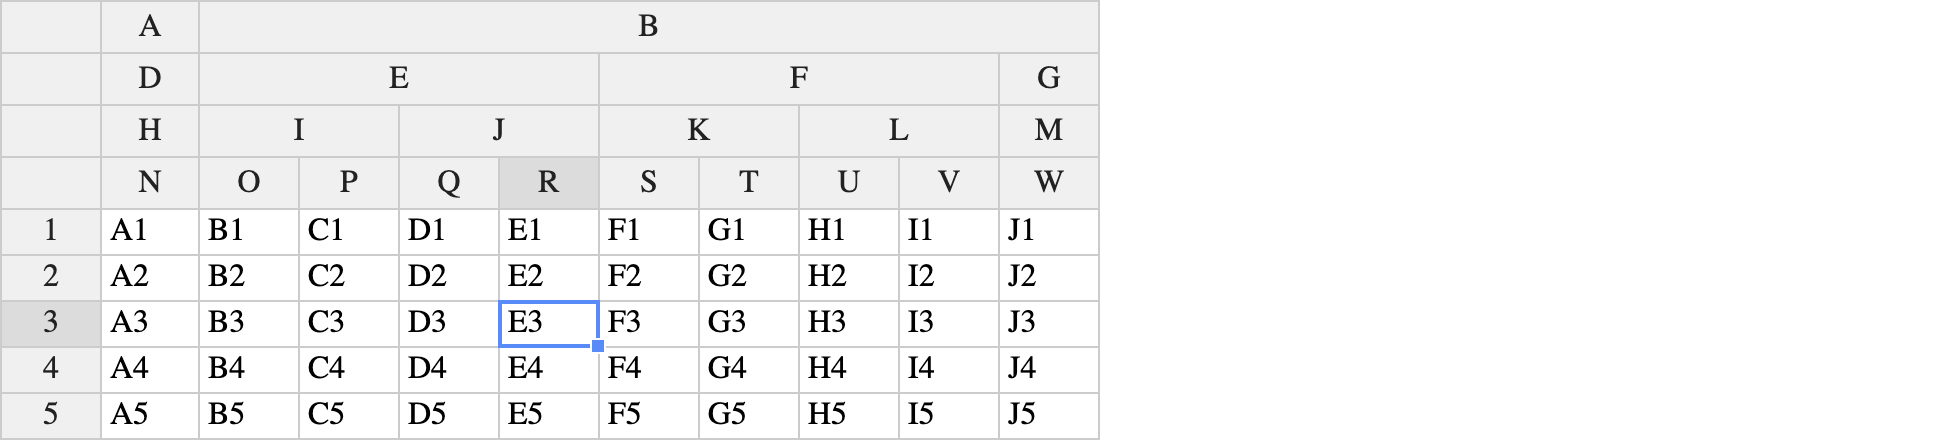 A B
D E F G
H I J K L M
N O P Q R S T U V W
1 A1 B1 C1 D1 E1 F1 G1 H1 I1 J1
2 A2 B2 C2 D2 E2 F2 G2 H2 I2 J2
3 A3 B3 C3 D3 E3 F3 G3 H3 I3 J3
4 A4 B4 C4 D4 E4 F4 G4 H4 I4 J4
5 A5 B5 C5 D5 E5 F5 G5 H5 I5 J5